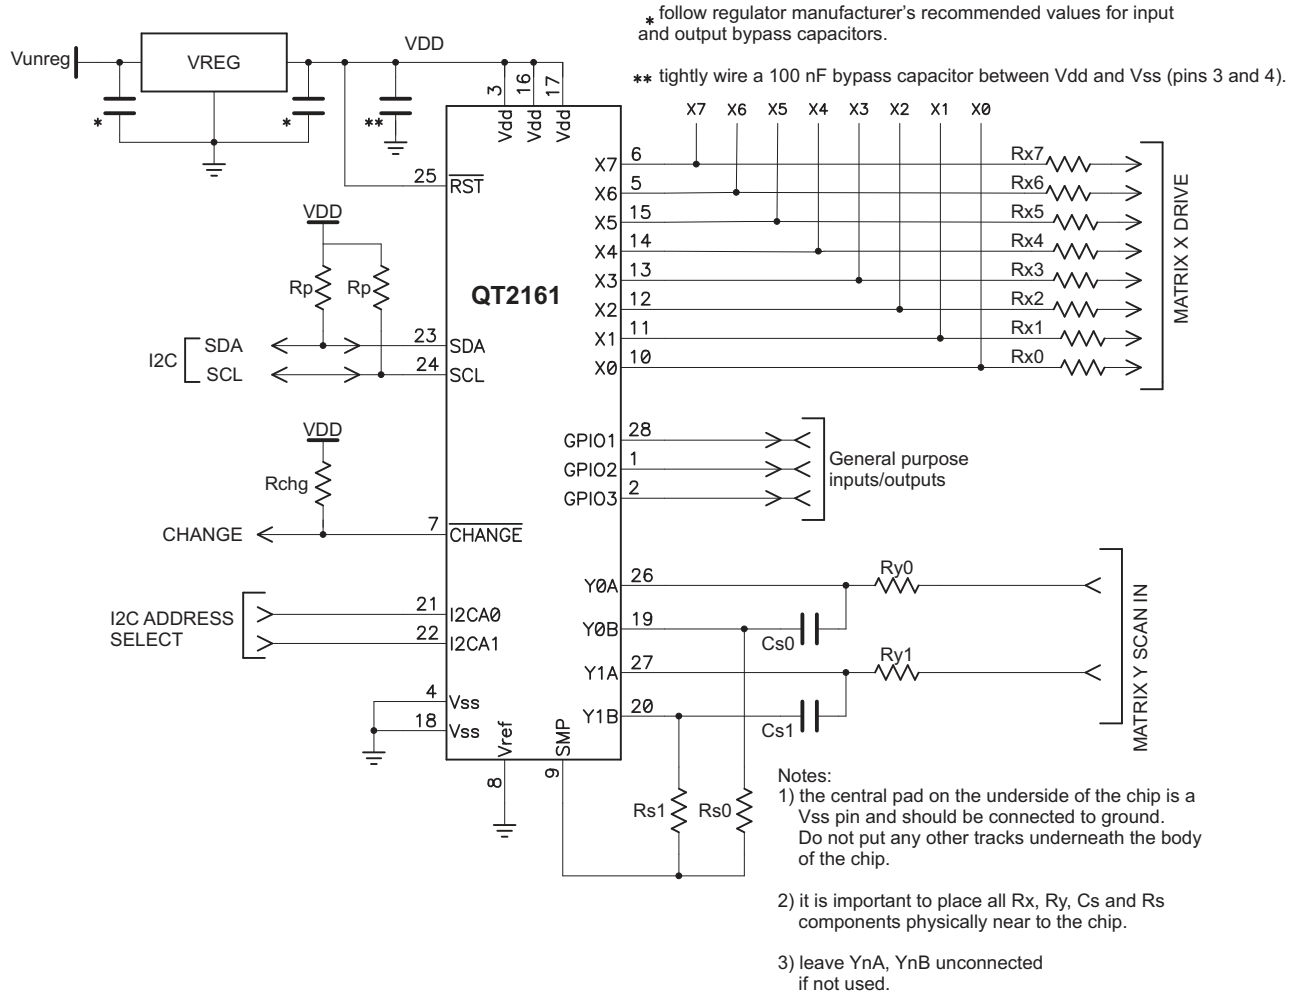 * follow regulator manufacturer's recommended values for input
and output bypass capacitors.
** tightly wire a 100 nF bypass capacitor between Vdd and Vss (pins 3 and 4).
Vunreg
VREG
VDD
*
*
**
3
16
17
Vdd
Vdd
Vdd
X7
X6
X5
X4
X3
X2
X1
X0
25
RST
X7
6
Rx7
X6
5
Rx6
X5
15
Rx5
X4
14
Rx4
X3
13
Rx3
X2
12
Rx2
X1
11
Rx1
X0
10
Rx0
MATRIX X DRIVE
VDD
Rp
Rp
QT2161
I2C
SDA
23
SDA
SCL
24
SCL
VDD
Rchg
CHANGE
7
CHANGE
GPIO1
28
GPIO2
1
GPIO3
2
General purpose
inputs/outputs
I2C ADDRESS
SELECT
21
I2CA0
22
I2CA1
4
Vss
18
Vss
Y0A
26
Ry0
Y0B
19
Cs0
Y1A
27
Ry1
Y1B
20
Cs1
MATRIX Y SCAN IN
Vref
8
SMP
9
Rs1
Rs0
Notes:
1) the central pad on the underside of the chip is a
Vss pin and should be connected to ground.
Do not put any other tracks underneath the body
of the chip.
2) it is important to place all Rx, Ry, Cs and Rs
components physically near to the chip.
3) leave YnA, YnB unconnected
if not used.